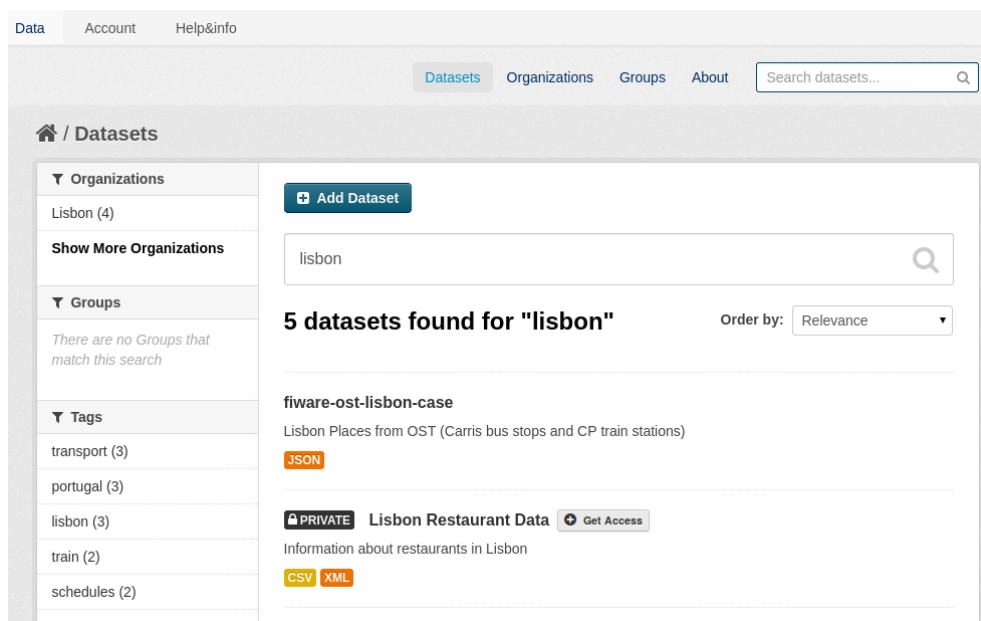 Data Account Help&info
Datasets Organizations Groups About Search datasets...
/ Datasets
Organizations
Lisbon (4)
Show More Organizations
Groups
There are no Groups that
match this search
Tags
transport (3)
portugal (3)
lisbon (3)
train (2)
schedules (2)
Add Dataset
lisbon
5 datasets found for "lisbon"
Order by: Relevance
fiware-ost-lisbon-case
Lisbon Places from OST (Carris bus stops and CP train stations)
JSON
PRIVATE Lisbon Restaurant Data Get Access
Information about restaurants in Lisbon
CSV XML